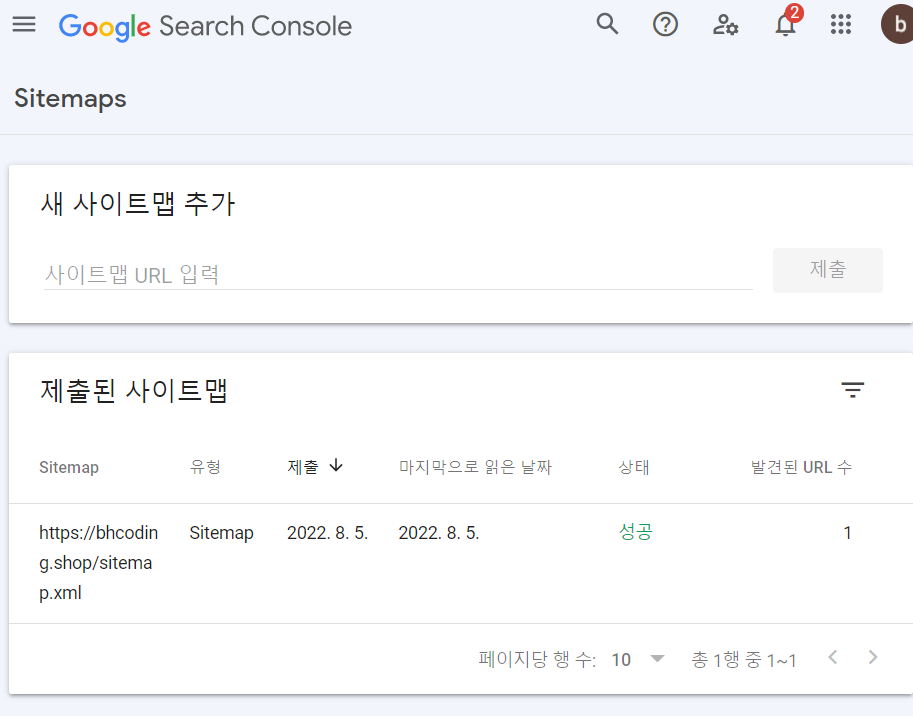 Google Search Console
2
b
Sitemaps
새 사이트맵 추가
사이트맵 URL 입력
제출
제출된 사이트맵
Sitemap 유형 제출 마지막으로 읽은 날짜 상태 발견된 URL 수
https://bhcodin
g.shop/sitema
p.xml
Sitemap 2022. 8. 5. 2022. 8. 5. 성공 1
페이지당 행 수: 10 총 1행 중 1~1